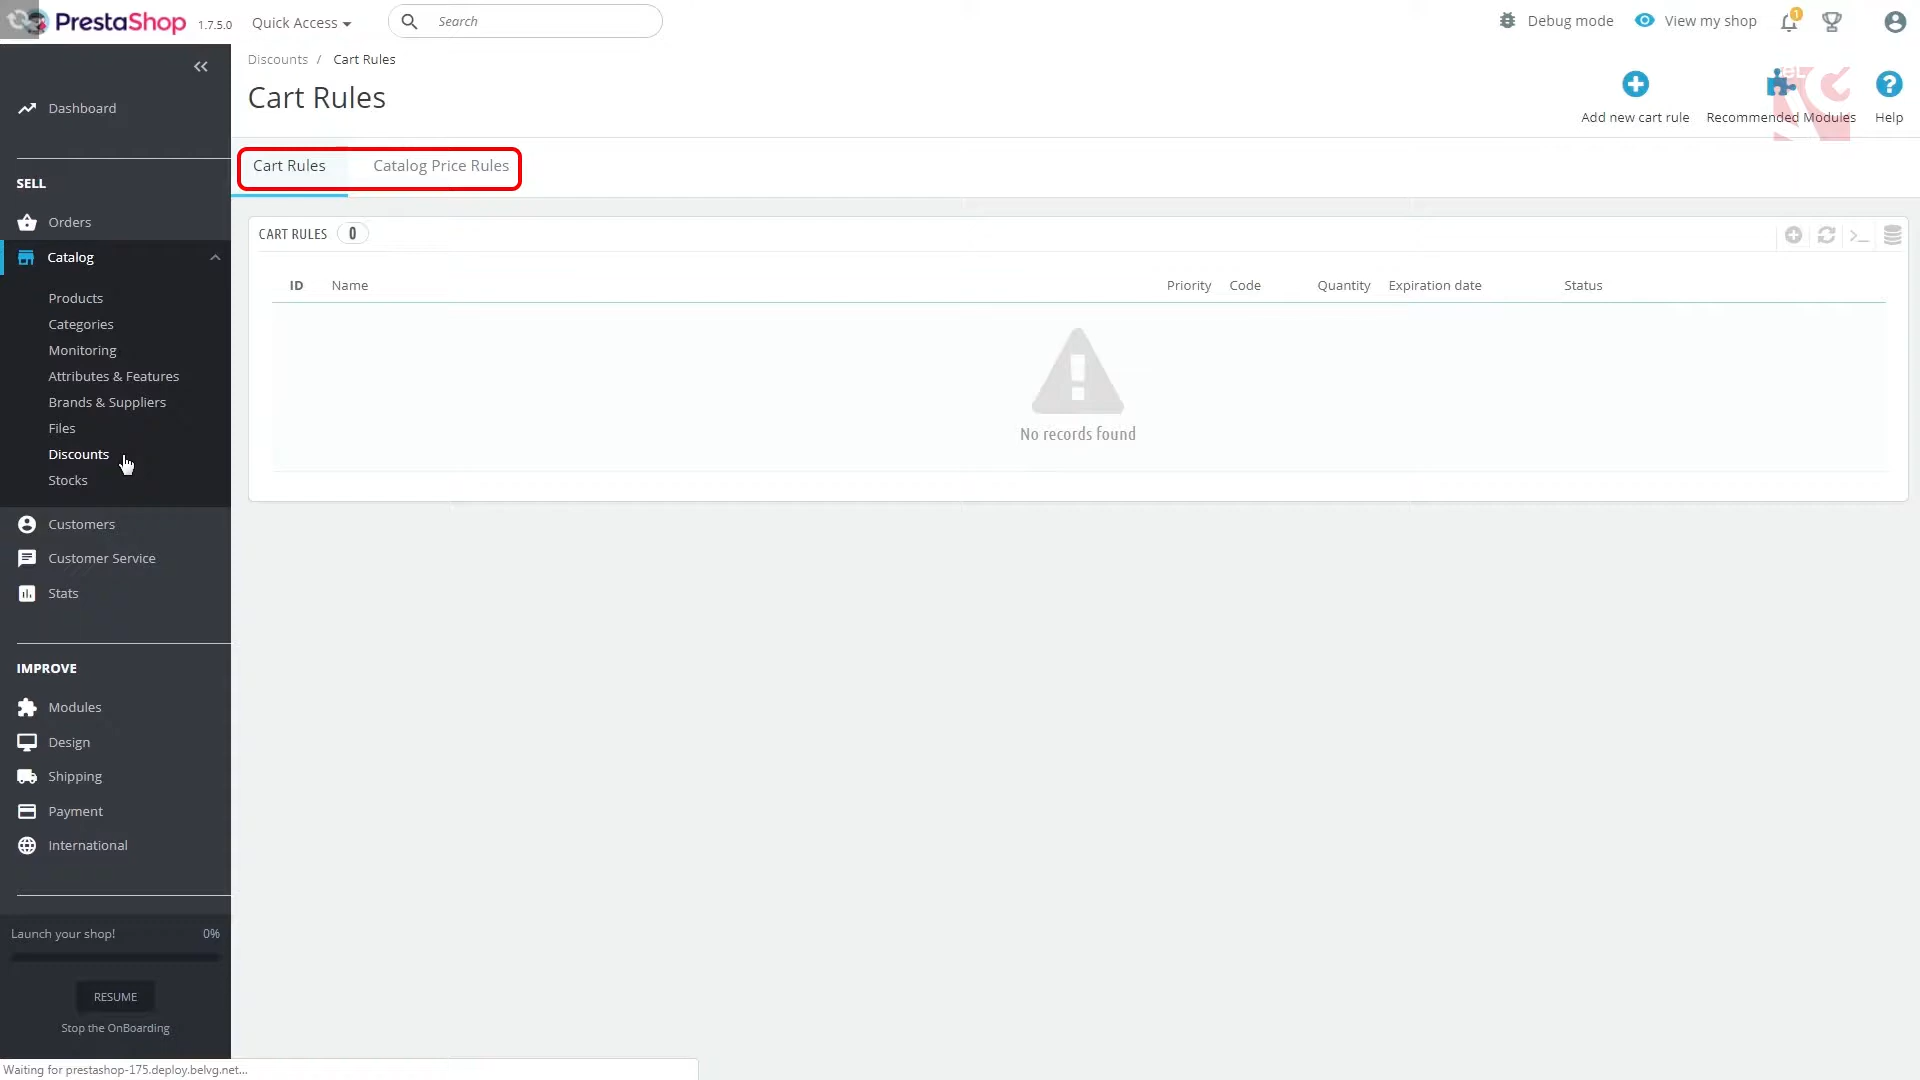 PrestaShop 1.7.5.0 Quick Access Search Debug mode View my shop 1
Discounts / Cart Rules
Cart Rules
Add new cart rule Recommended Modules Help
Cart Rules Catalog Price Rules
CART RULES 0
ID Name Priority Code Quantity Expiration date Status
No records found
Dashboard
SELL
Orders
Catalog
Products
Categories
Monitoring
Attributes & Features
Brands & Suppliers
Files
Discounts
Stocks
Customers
Customer Service
Stats
IMPROVE
Modules
Design
Shipping
Payment
International
Launch your shop! 0%
RESUME
Stop the OnBoarding
Waiting for prestashop-175.deploy.belvg.net...